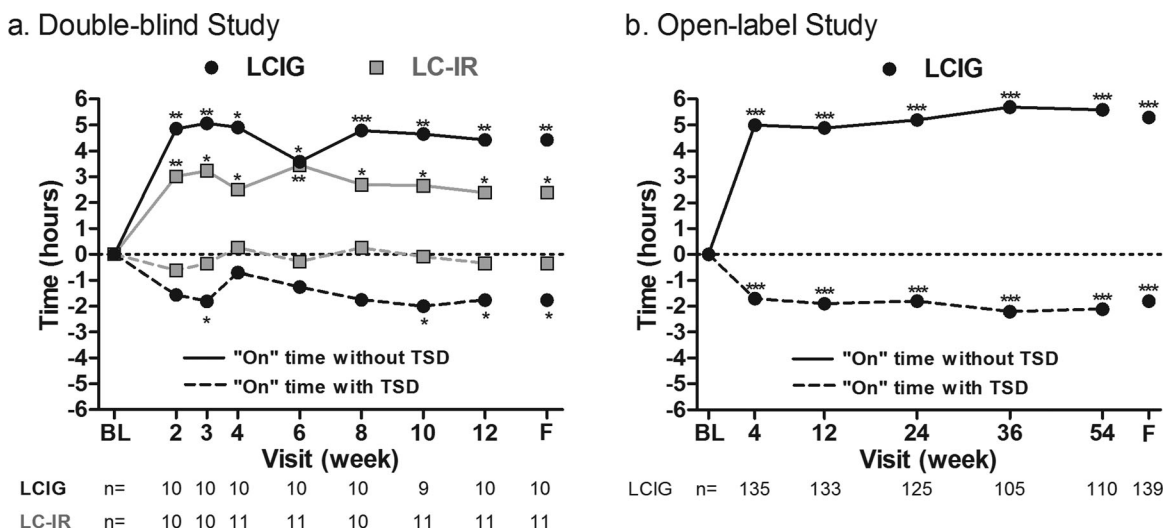 a. Double-blind Study
LCIG LC-IR
Time (hours)
6
5
4
3
2
1
0
-1
-2
-3
-4
-5
-6
** ** * * *** ** ** **
** * * ** * * * *
* * * *
"On" time without TSD
"On" time with TSD
BL 2 3 4 6 8 10 12 F
Visit (week)
LCIG n= 10 10 10 10 10 9 10 10
LC-IR n= 10 10 11 11 10 11 11 11
b. Open-label Study
LCIG
Time (hours)
6
5
4
3
2
1
0
-1
-2
-3
-4
-5
-6
*** *** *** *** *** ***
*** *** *** *** *** ***
"On" time without TSD
"On" time with TSD
BL 4 12 24 36 54 F
Visit (week)
LCIG n= 135 133 125 105 110 139